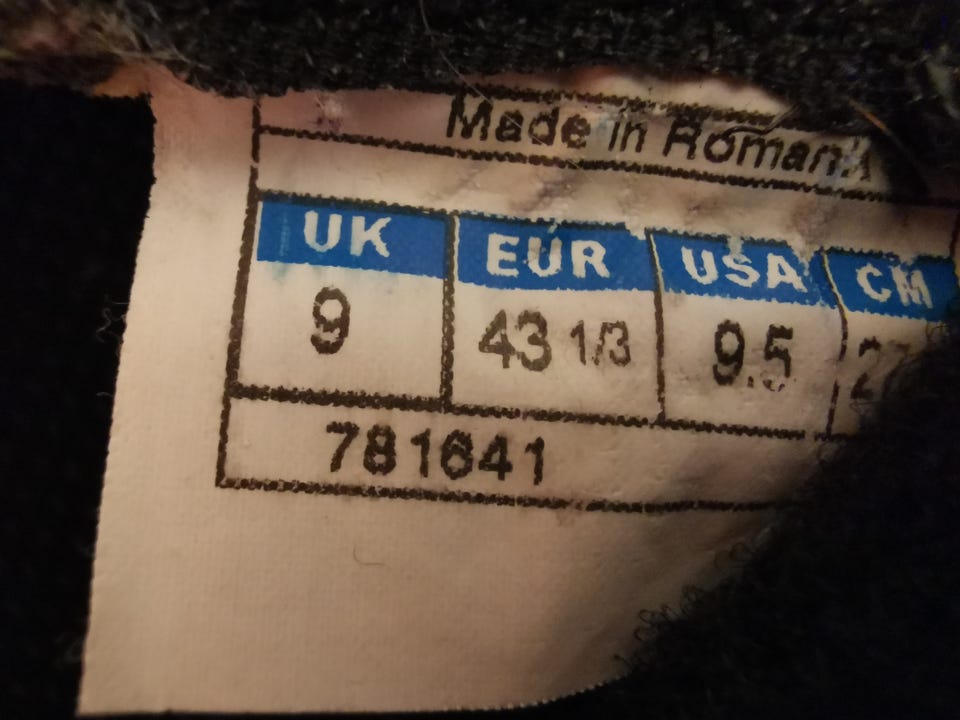 Made in Romania
UK EUR USA CM
9 43 1/3 9.5
781641